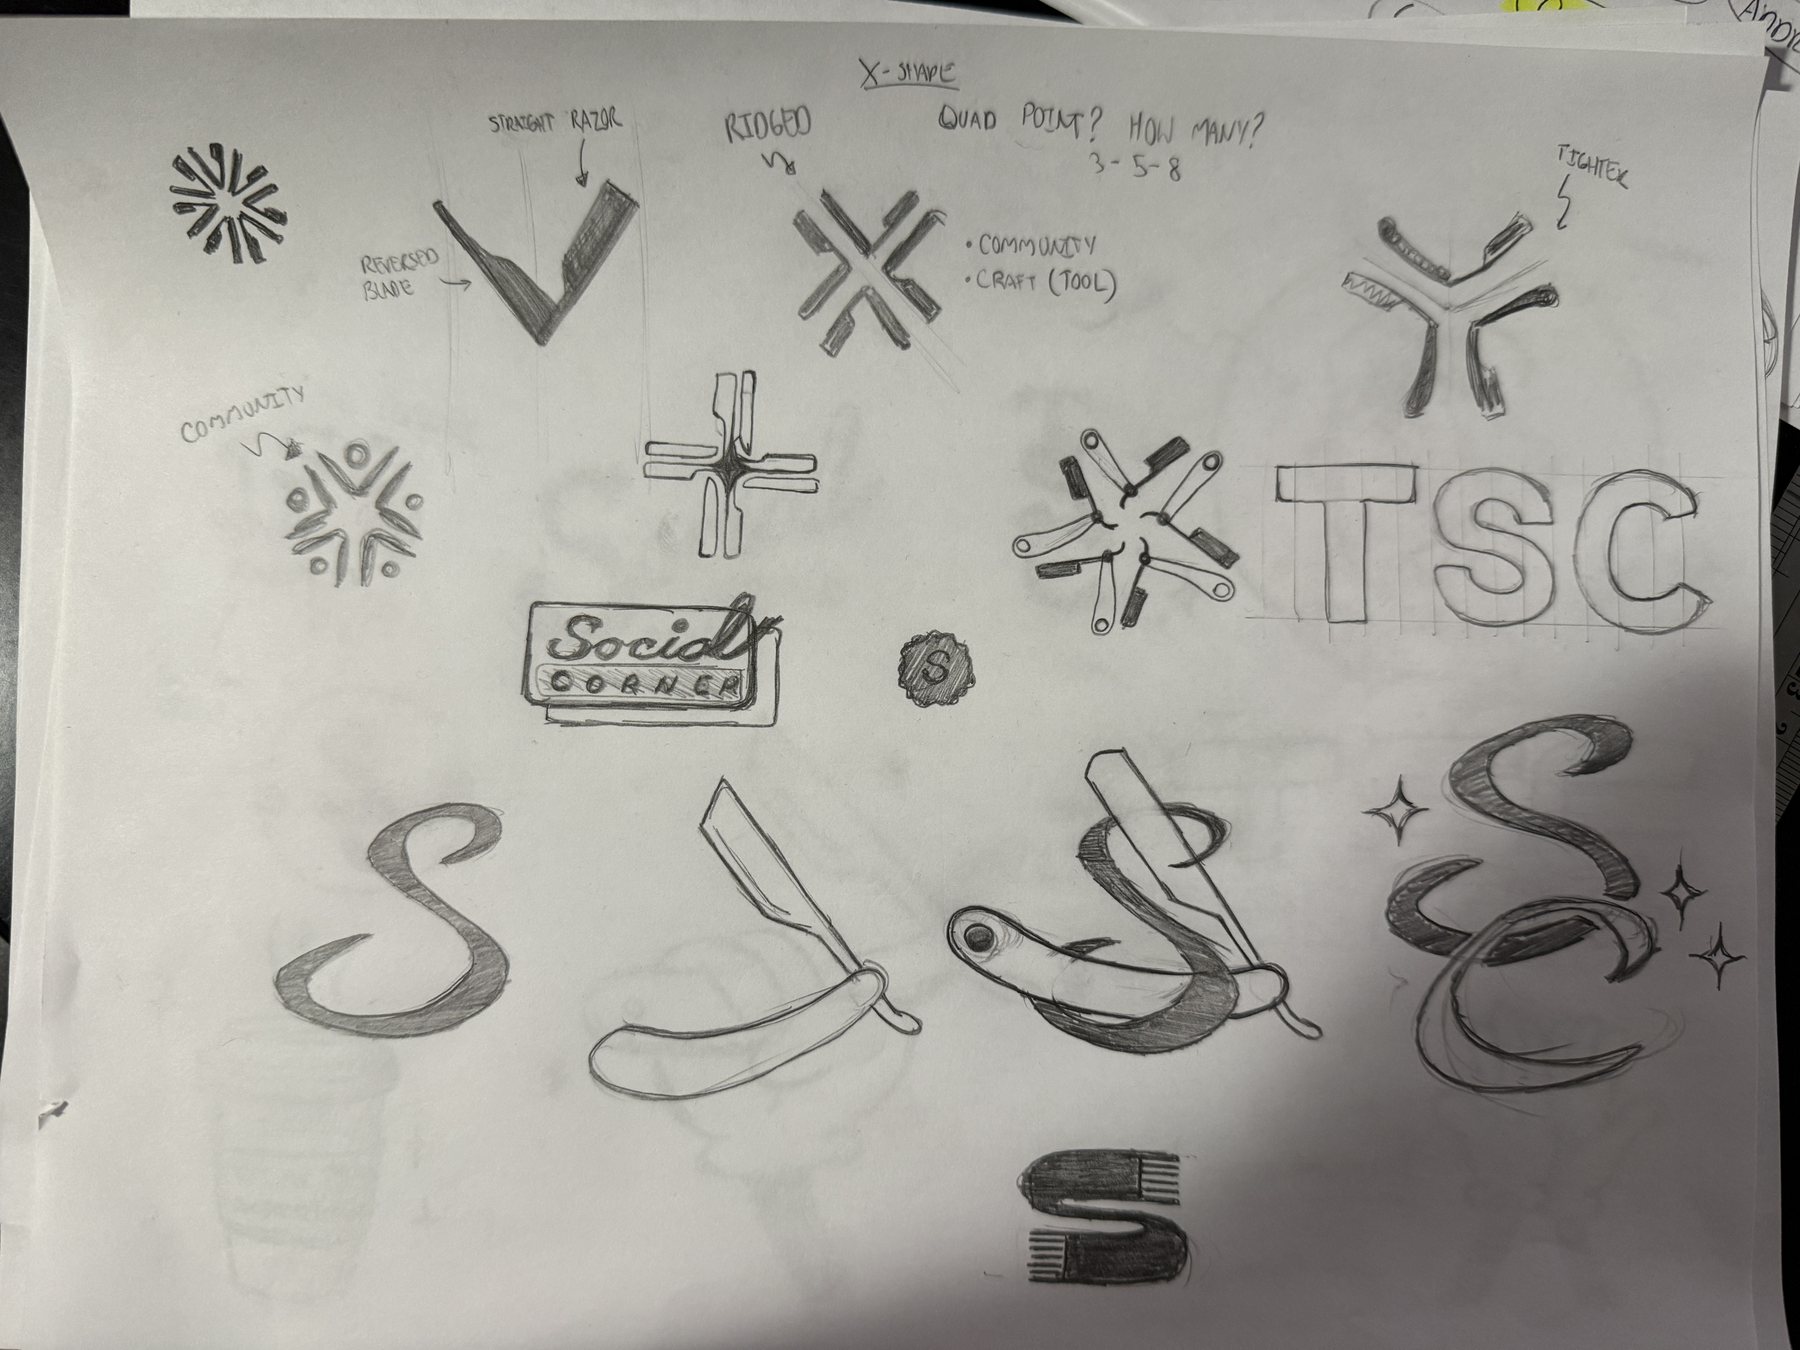 X-SHAPE
STRAIGHT RAZOR
RIDGED
QUAD POINT? HOW MANY?
3-5-8
TIGHTER
REVERSED
BLADE
• COMMUNITY
• CRAFT (TOOL)
COMMUNITY
TSC
Social
CORNER
S
S
S
S
C
S